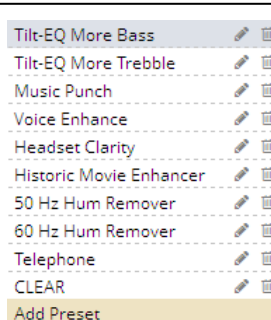 Tilt-EQ More Bass
Tilt-EQ More Trebble
Music Punch
Voice Enhance
Headset Clarity
Historic Movie Enhancer
50 Hz Hum Remover
60 Hz Hum Remover
Telephone
CLEAR
Add Preset